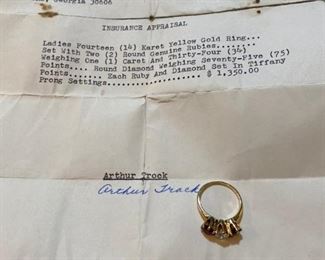 Georgia 30606
INSURANCE APPRAISAL
Ladies Fourteen (14) Karet Yellow Gold Ring...
Set With Two (2) Round Genuine Rubies.......
Weighing One (1) Caret And Thirty-Four (34)
Points.... Round Diamond Weighing Seventy-Five (75)
Points...... Each Ruby And Diamond Set In Tiffany
Prong Settings..................... $ 1,350.00
Arthur Trock
Arthur Trock